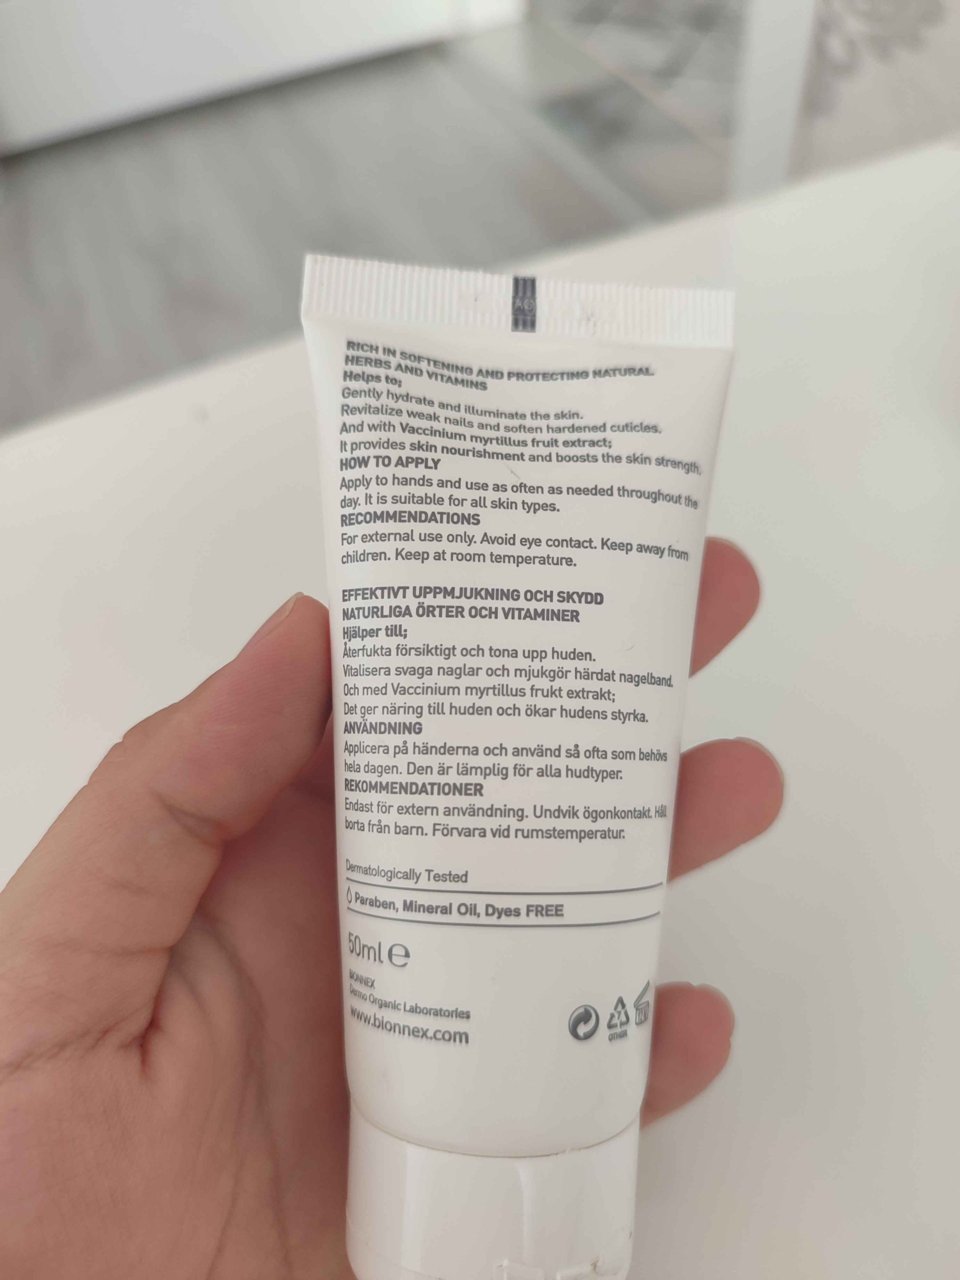 RICH IN SOFTENING AND PROTECTING NATURAL
HERBS AND VITAMINS
Helps to;
Gently hydrate and illuminate the skin.
Revitalize weak nails and soften hardened cuticles.
And with Vaccinium myrtillus fruit extract;
It provides skin nourishment and boosts the skin strength.
HOW TO APPLY
Apply to hands and use as often as needed throughout the
day. It is suitable for all skin types.
RECOMMENDATIONS
For external use only. Avoid eye contact. Keep away from
children. Keep at room temperature.
EFFEKTIVT UPPMJUKNING OCH SKYDD
NATURLIGA ÖRTER OCH VITAMINER
Hjälper till;
Återfukta försiktigt och tona upp huden.
Vitalisera svaga naglar och mjukgör härdat nagelband.
Och med Vaccinium myrtillus frukt extrakt;
Det ger näring till huden och ökar hudens styrka.
ANVÄNDNING
Applicera på händerna och använd så ofta som behövs
hela dagen. Den är lämplig för alla hudtyper.
REKOMMENDATIONER
Endast för extern användning. Undvik ögonkontakt. Håll
borta från barn. Förvara vid rumstemperatur.
Dermatologically Tested
Paraben, Mineral Oil, Dyes FREE
50ml e
BIONNEX
Dermo Organic Laboratories
www.bionnex.com
7
OTHER